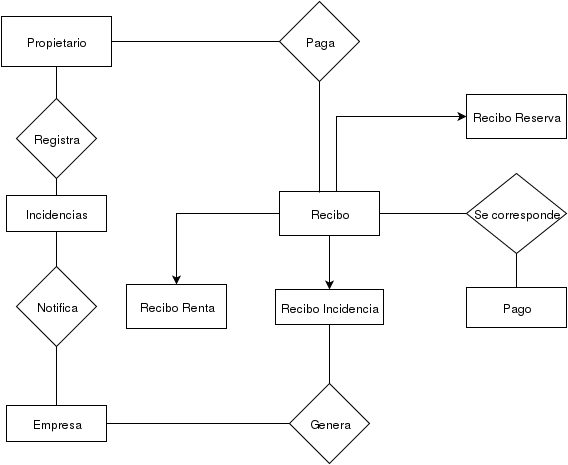 Propietario
Paga
Recibo Reserva
Registra
Incidencias
Recibo
Se corresponde
Notifica
Recibo Renta
Recibo Incidencia
Pago
Empresa
Genera